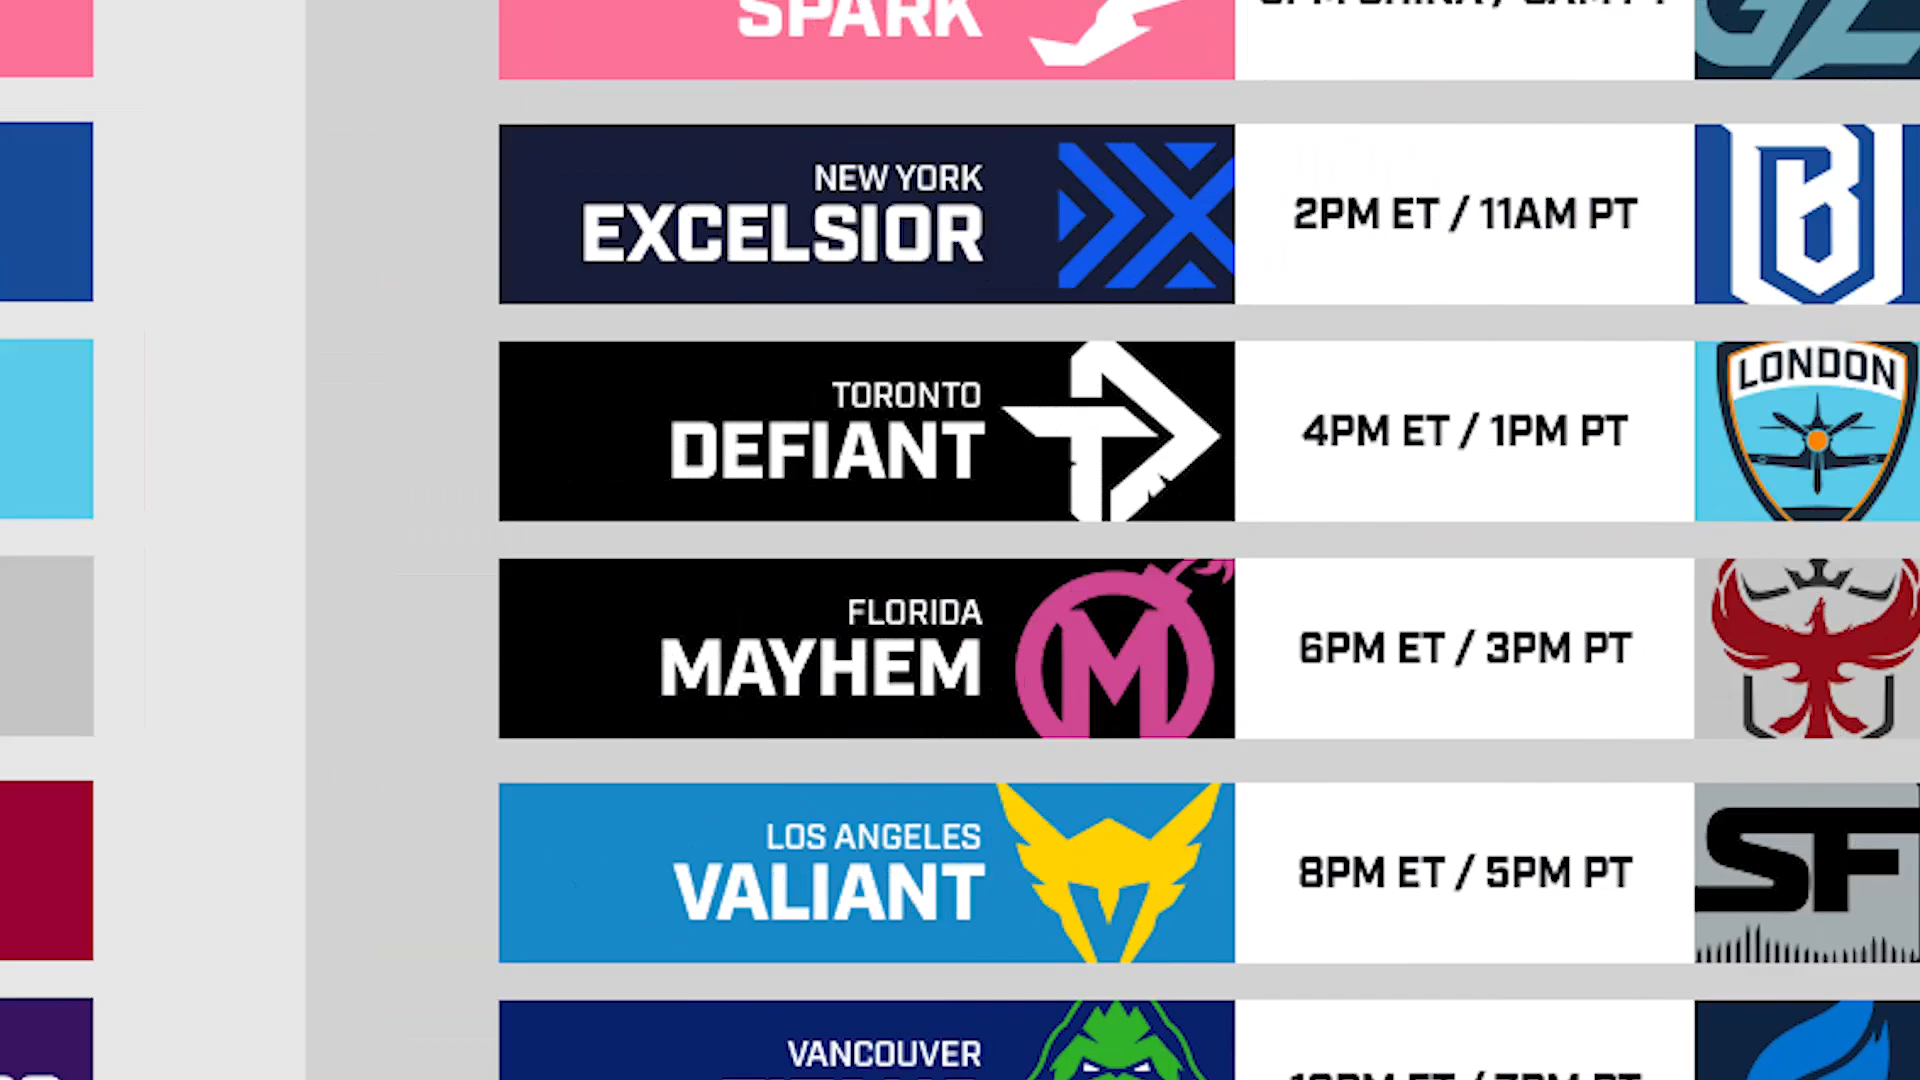 SPARK
NEW YORK
EXCELSIOR
2PM ET / 11AM PT
TORONTO
DEFIANT
4PM ET / 1PM PT
LONDON
FLORIDA
MAYHEM
M
6PM ET / 3PM PT
LOS ANGELES
VALIANT
8PM ET / 5PM PT
SF
VANCOUVER